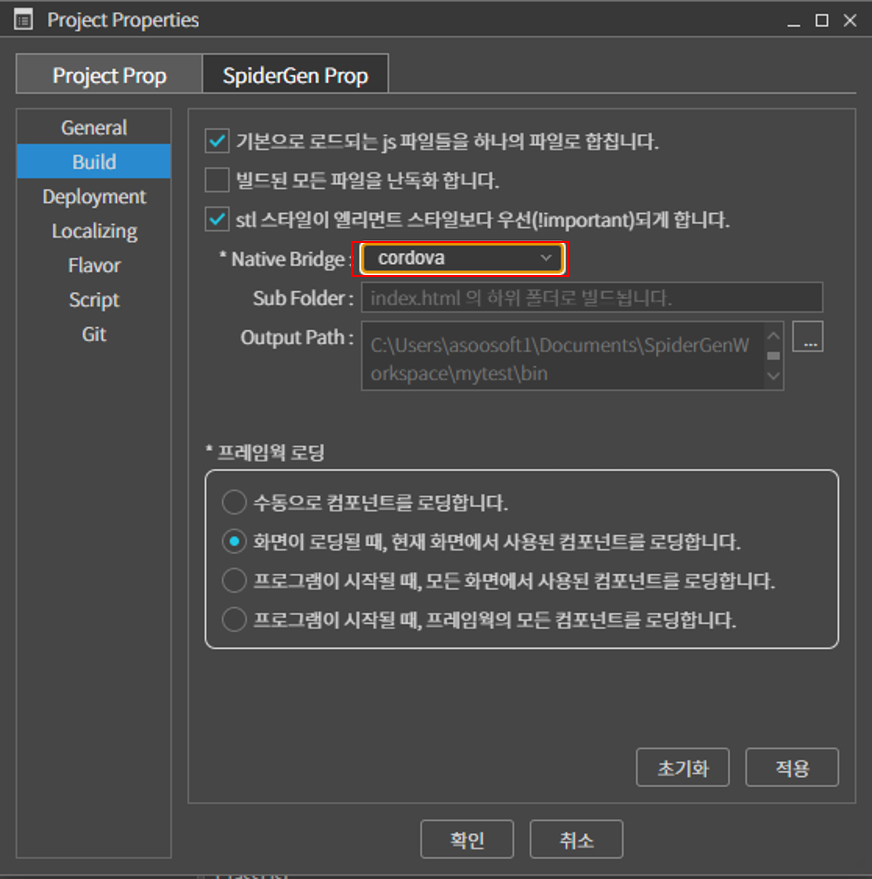 Project Properties
Project Prop
SpiderGen Prop
General
Build
Deployment
Localizing
Flavor
Script
Git
기본으로 로드되는 js 파일들을 하나의 파일로 합칩니다.
빌드된 모든 파일을 난독화 합니다.
stl 스타일이 엘리먼트 스타일보다 우선(!important)되게 합니다.
* Native Bridge : cordova
Sub Folder : index.html 의 하위 폴더로 빌드됩니다.
Output Path : C:\Users\asoosoft1\Documents\SpiderGenW
orkspace\mytest\bin
...
* 프레임웍 로딩
수동으로 컴포넌트를 로딩합니다.
화면이 로딩될 때, 현재 화면에서 사용된 컴포넌트를 로딩합니다.
프로그램이 시작될 때, 모든 화면에서 사용된 컴포넌트를 로딩합니다.
프로그램이 시작될 때, 프레임웍의 모든 컴포넌트를 로딩합니다.
초기화
적용
확인
취소